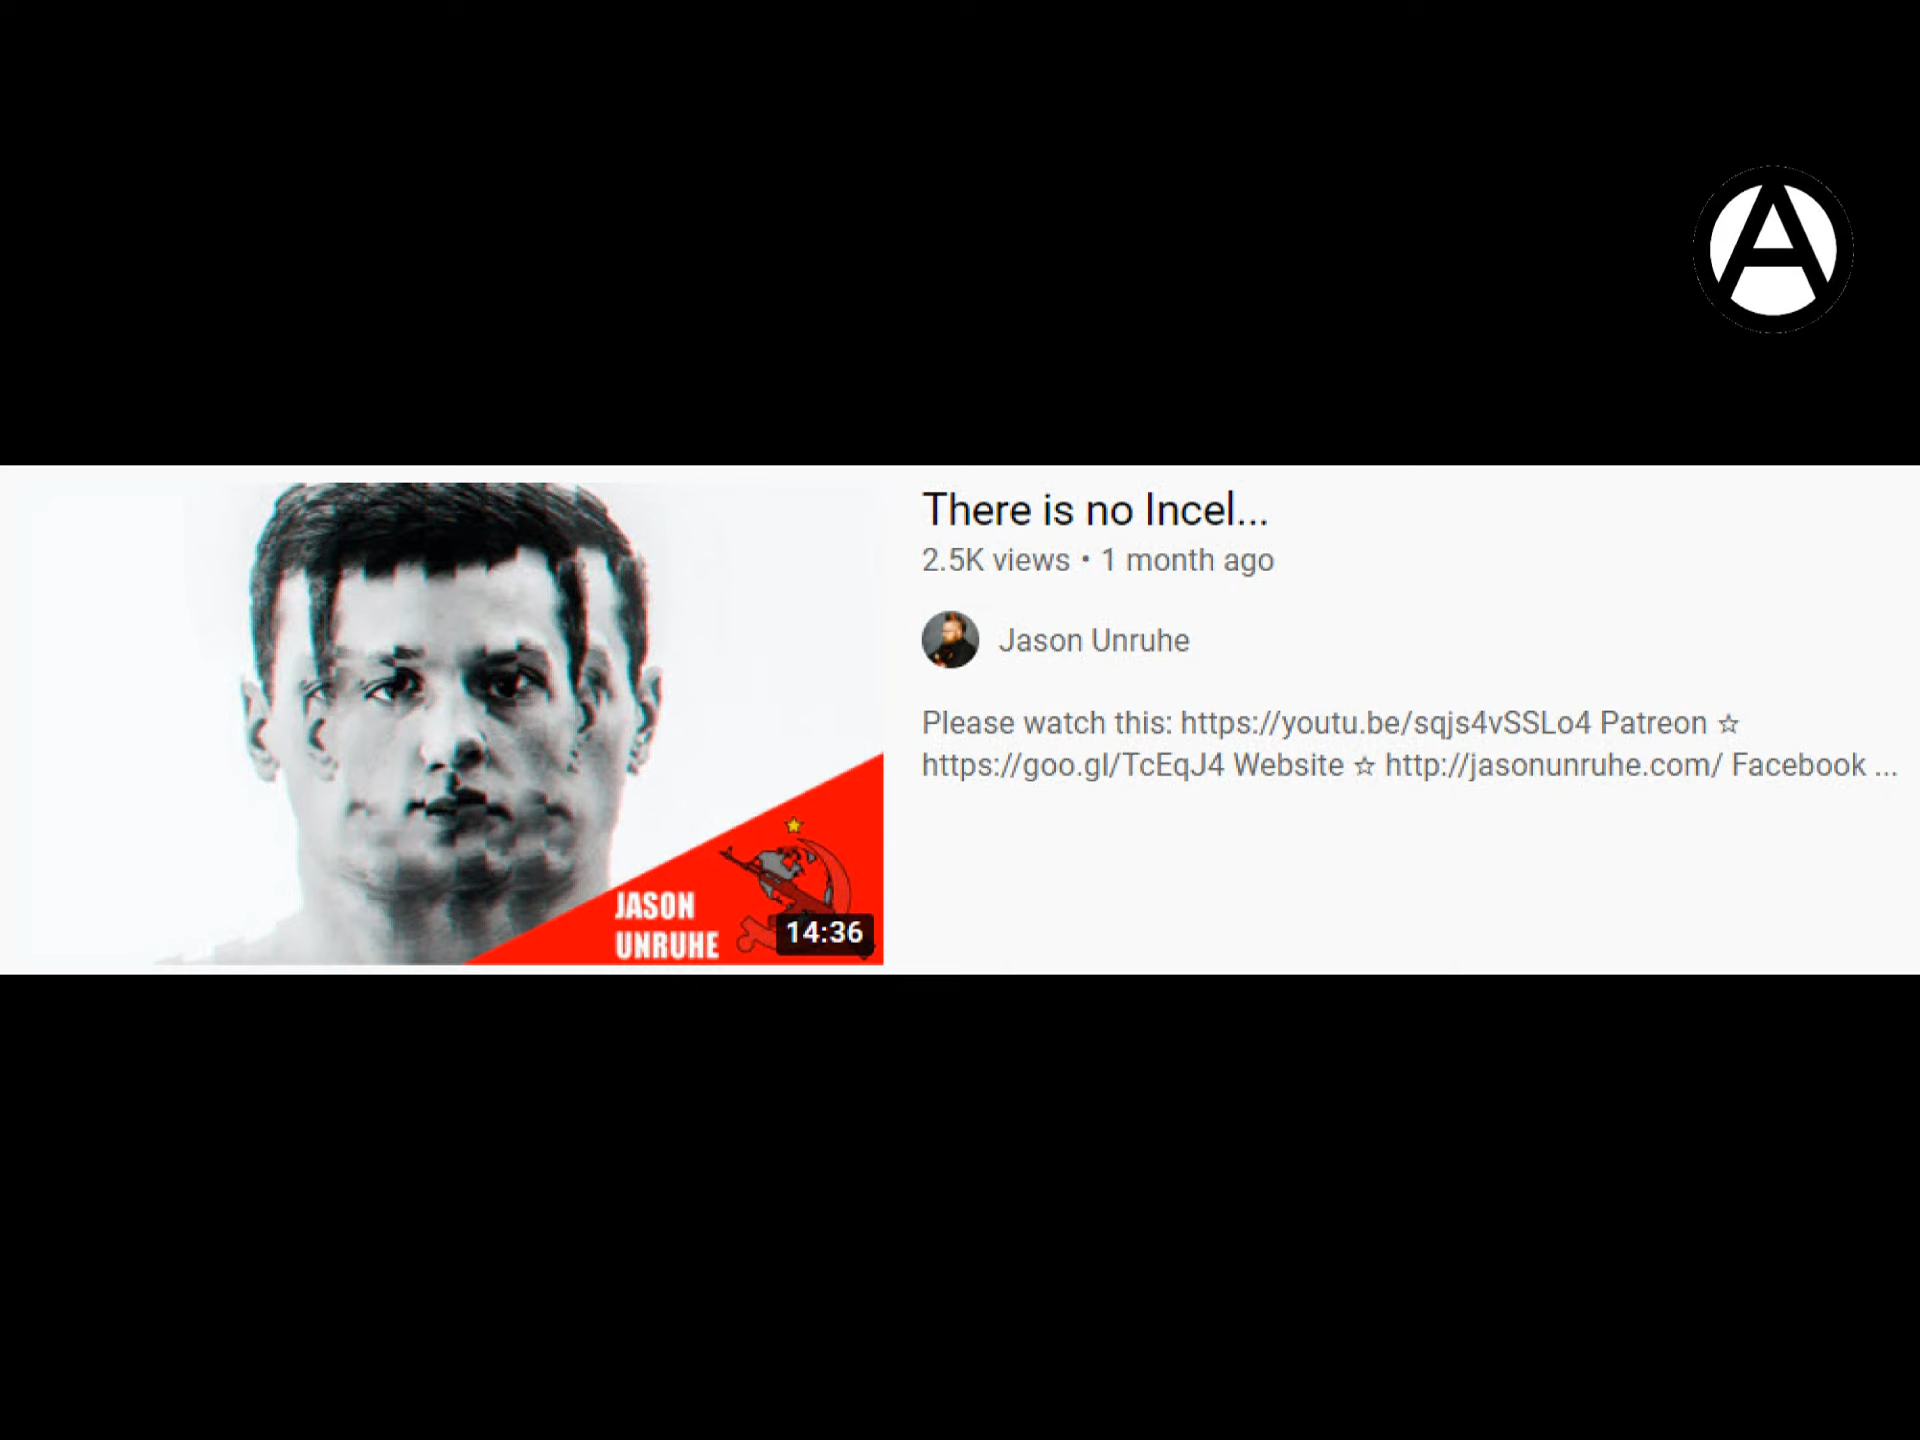 There is no Incel...
2.5K views • 1 month ago
Jason Unruhe
Please watch this: https://youtu.be/sqjs4vSSLo4 Patreon ☆
https://goo.gl/TcEqJ4 Website ☆ http://jasonunruhe.com/ Facebook ...
JASON
UNRUHE
14:36